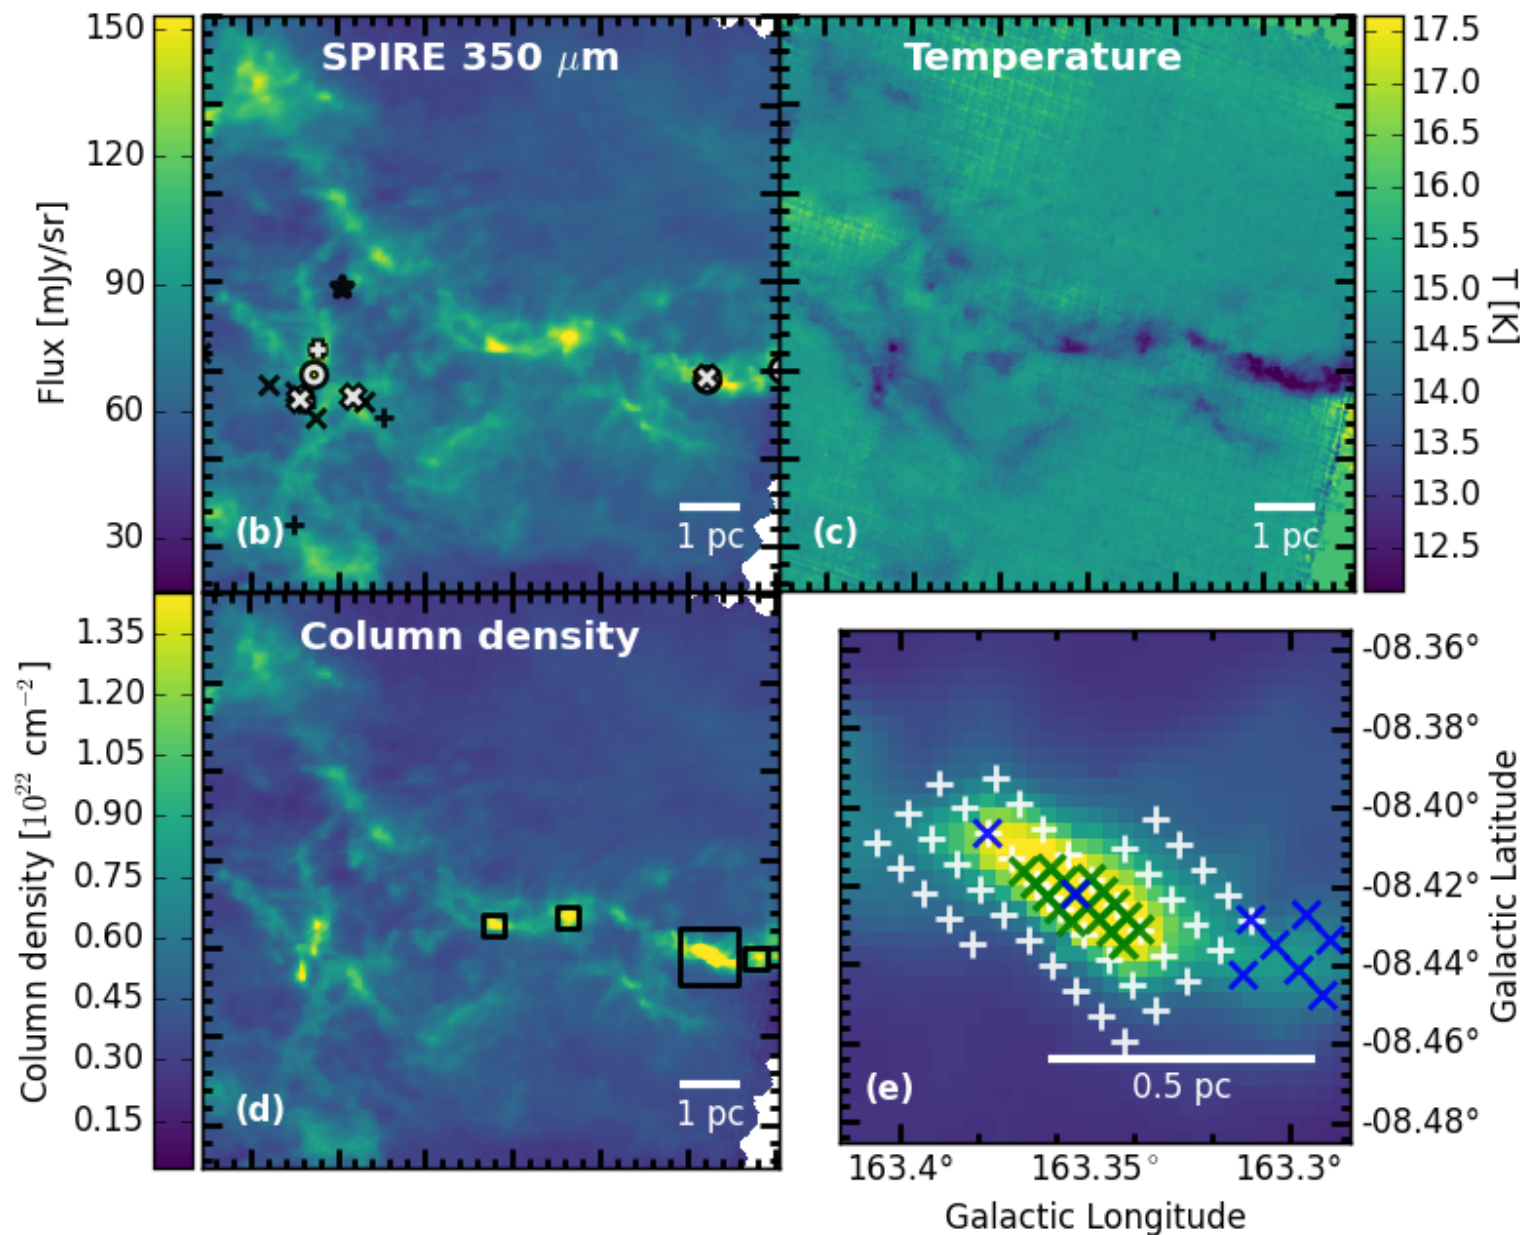 150
120
90
60
30
Flux [mJy/sr]
SPIRE 350 μm
(b)
1 pc
Temperature
(c)
1 pc
17.5
17.0
16.5
16.0
15.5
15.0
14.5
14.0
13.5
13.0
12.5
T [K]
1.35
1.20
1.05
0.90
0.75
0.60
0.45
0.30
0.15
Column density [10²² cm⁻²]
Column density
(d)
1 pc
(e)
0.5 pc
-08.36°
-08.38°
-08.40°
-08.42°
-08.44°
-08.46°
-08.48°
Galactic Latitude
163.4° 163.35° 163.3°
Galactic Longitude